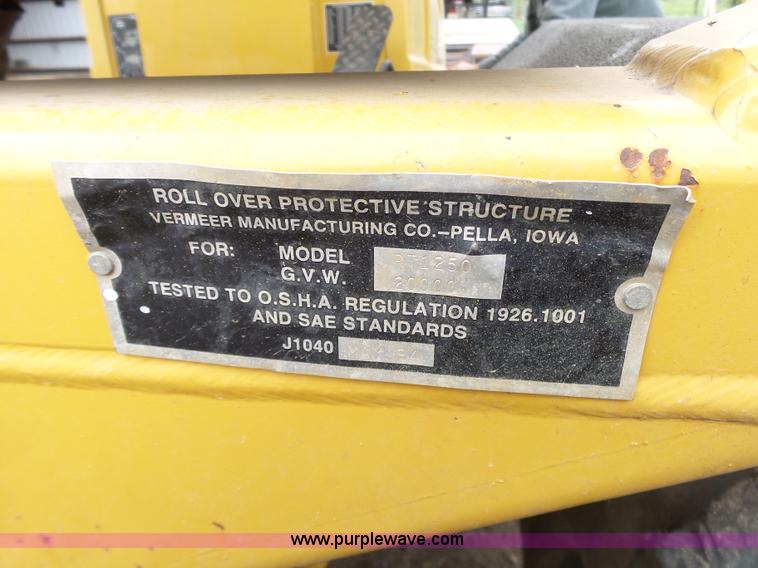 ROLL OVER PROTECTIVE STRUCTURE
VERMEER MANUFACTURING CO.-PELLA, IOWA
FOR: MODEL
G.V.W.
TESTED TO O.S.H.A. REGULATION 1926.1001
AND SAE STANDARDS
J1040
www.purplewave.com